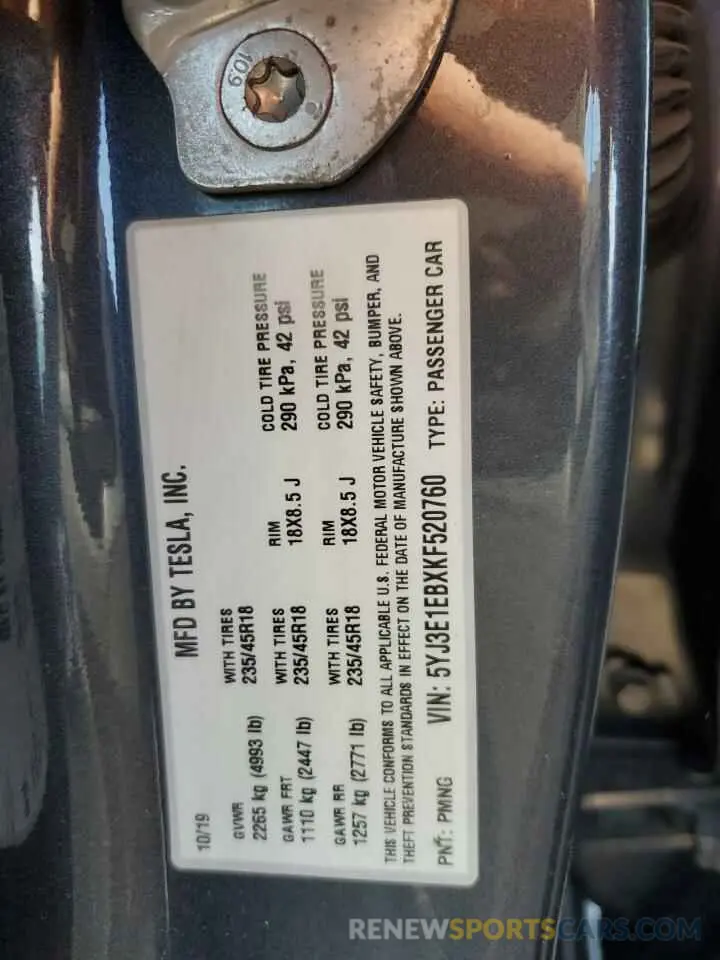 10.9
MFD BY TESLA, INC.
10/19
GVWR WITH TIRES
2265 kg (4993 lb) 235/45R18
GAWR FRT WITH TIRES RIM COLD TIRE PRESSURE
1110 kg (2447 lb) 235/45R18 18X8.5 J 290 kPa, 42 psi
GAWR RR WITH TIRES RIM COLD TIRE PRESSURE
1257 kg (2771 lb) 235/45R18 18X8.5 J 290 kPa, 42 psi
THIS VEHICLE CONFORMS TO ALL APPLICABLE U.S. FEDERAL MOTOR VEHICLE SAFETY, BUMPER, AND
THEFT PREVENTION STANDARDS IN EFFECT ON THE DATE OF MANUFACTURE SHOWN ABOVE.
PNT: PMNG VIN: 5YJ3E1EBXKF520760 TYPE: PASSENGER CAR
RENEWSPORTSCARS.COM